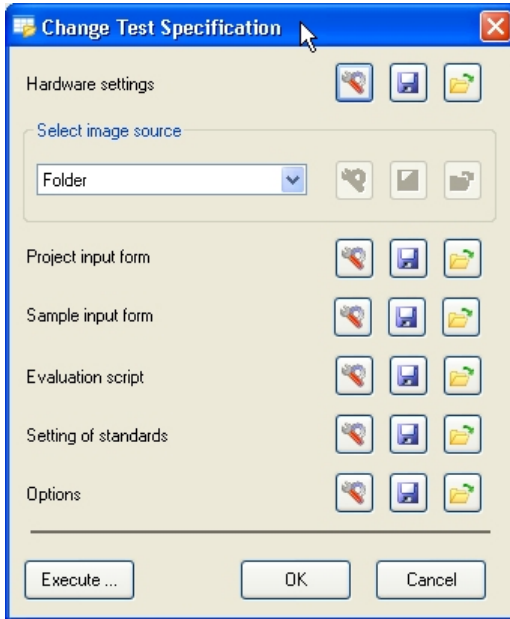 Change Test Specification
Hardware settings
Select image source
Folder
Project input form
Sample input form
Evaluation script
Setting of standards
Options
Execute ... OK Cancel